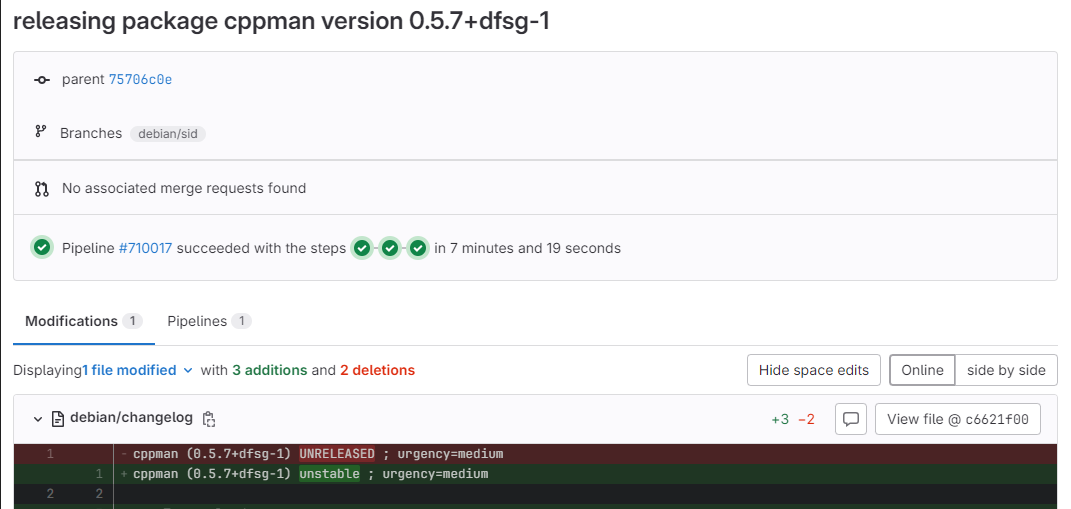 releasing package cppman version 0.5.7+dfsg-1
parent 75706c0e
Branches debian/sid
No associated merge requests found
Pipeline #710017 succeeded with the steps in 7 minutes and 19 seconds
Modifications 1 Pipelines 1
Displaying1 file modified with 3 additions and 2 deletions
Hide space edits Online side by side
debian/changelog +3 -2 View file @ c6621f00
1 - cppman (0.5.7+dfsg-1) UNRELEASED ; urgency=medium
1 + cppman (0.5.7+dfsg-1) unstable ; urgency=medium
2 2